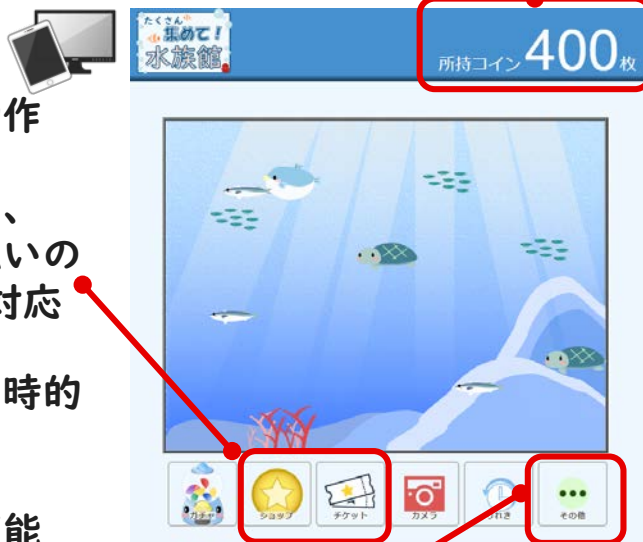 たくさん
集めて!
水族館
所持コイン400枚
作
、
いの
対応
時的
能
ガチャ
ショップ
チケット
カメラ
その他